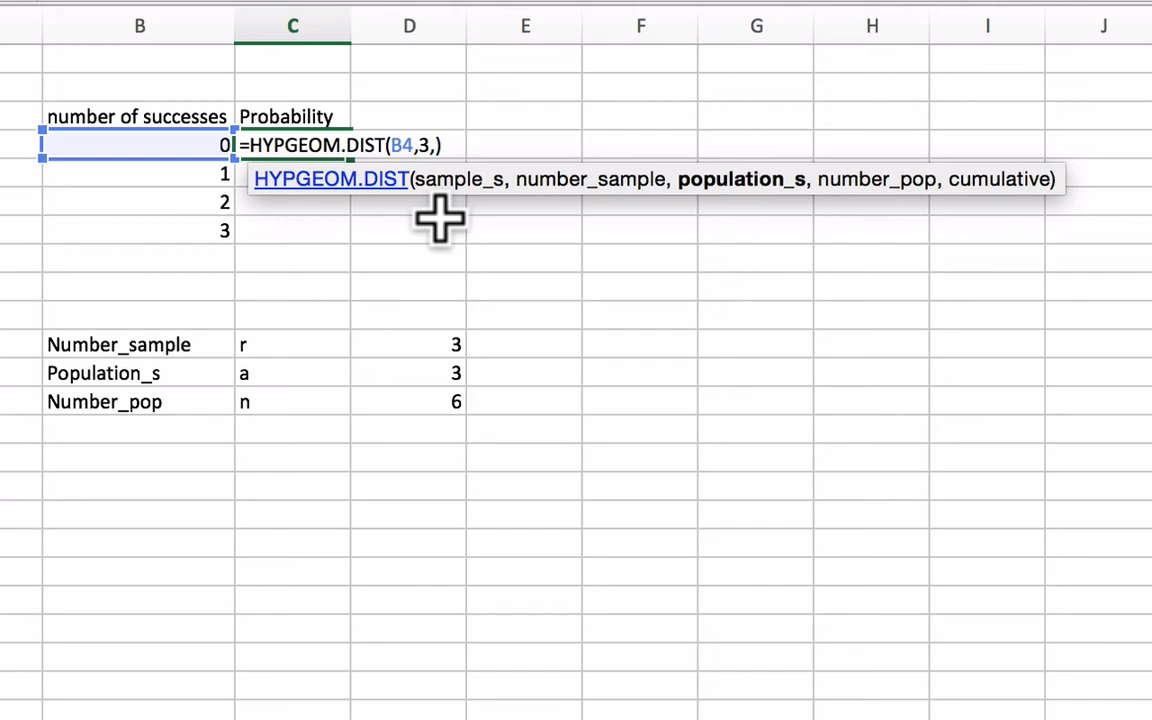 B C D E F G H I J
number of successes Probability
0 =HYPGEOM.DIST(B4,3,)
1 HYPGEOM.DIST(sample_s, number_sample, population_s, number_pop, cumulative)
2
3
Number_sample r 3
Population_s a 3
Number_pop n 6